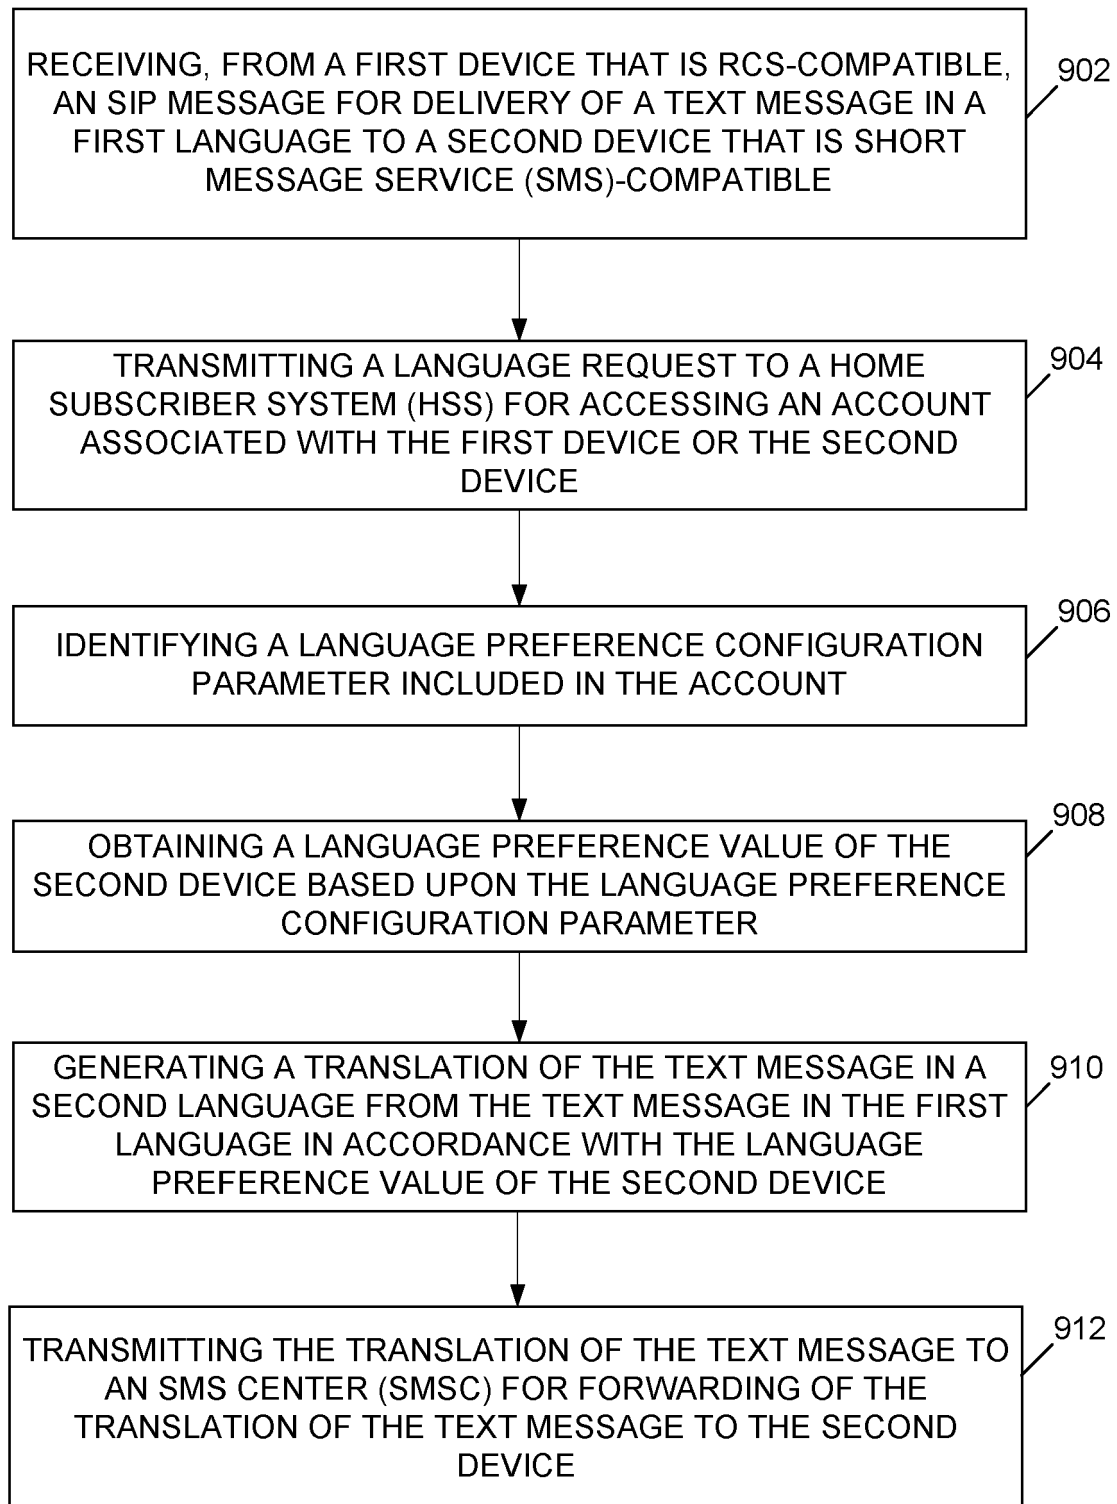 RECEIVING, FROM A FIRST DEVICE THAT IS RCS-COMPATIBLE,
AN SIP MESSAGE FOR DELIVERY OF A TEXT MESSAGE IN A
FIRST LANGUAGE TO A SECOND DEVICE THAT IS SHORT
MESSAGE SERVICE (SMS)-COMPATIBLE
902
TRANSMITTING A LANGUAGE REQUEST TO A HOME
SUBSCRIBER SYSTEM (HSS) FOR ACCESSING AN ACCOUNT
ASSOCIATED WITH THE FIRST DEVICE OR THE SECOND
DEVICE
904
IDENTIFYING A LANGUAGE PREFERENCE CONFIGURATION
PARAMETER INCLUDED IN THE ACCOUNT
906
OBTAINING A LANGUAGE PREFERENCE VALUE OF THE
SECOND DEVICE BASED UPON THE LANGUAGE PREFERENCE
CONFIGURATION PARAMETER
908
GENERATING A TRANSLATION OF THE TEXT MESSAGE IN A
SECOND LANGUAGE FROM THE TEXT MESSAGE IN THE FIRST
LANGUAGE IN ACCORDANCE WITH THE LANGUAGE
PREFERENCE VALUE OF THE SECOND DEVICE
910
TRANSMITTING THE TRANSLATION OF THE TEXT MESSAGE TO
AN SMS CENTER (SMSC) FOR FORWARDING OF THE
TRANSLATION OF THE TEXT MESSAGE TO THE SECOND
DEVICE
912